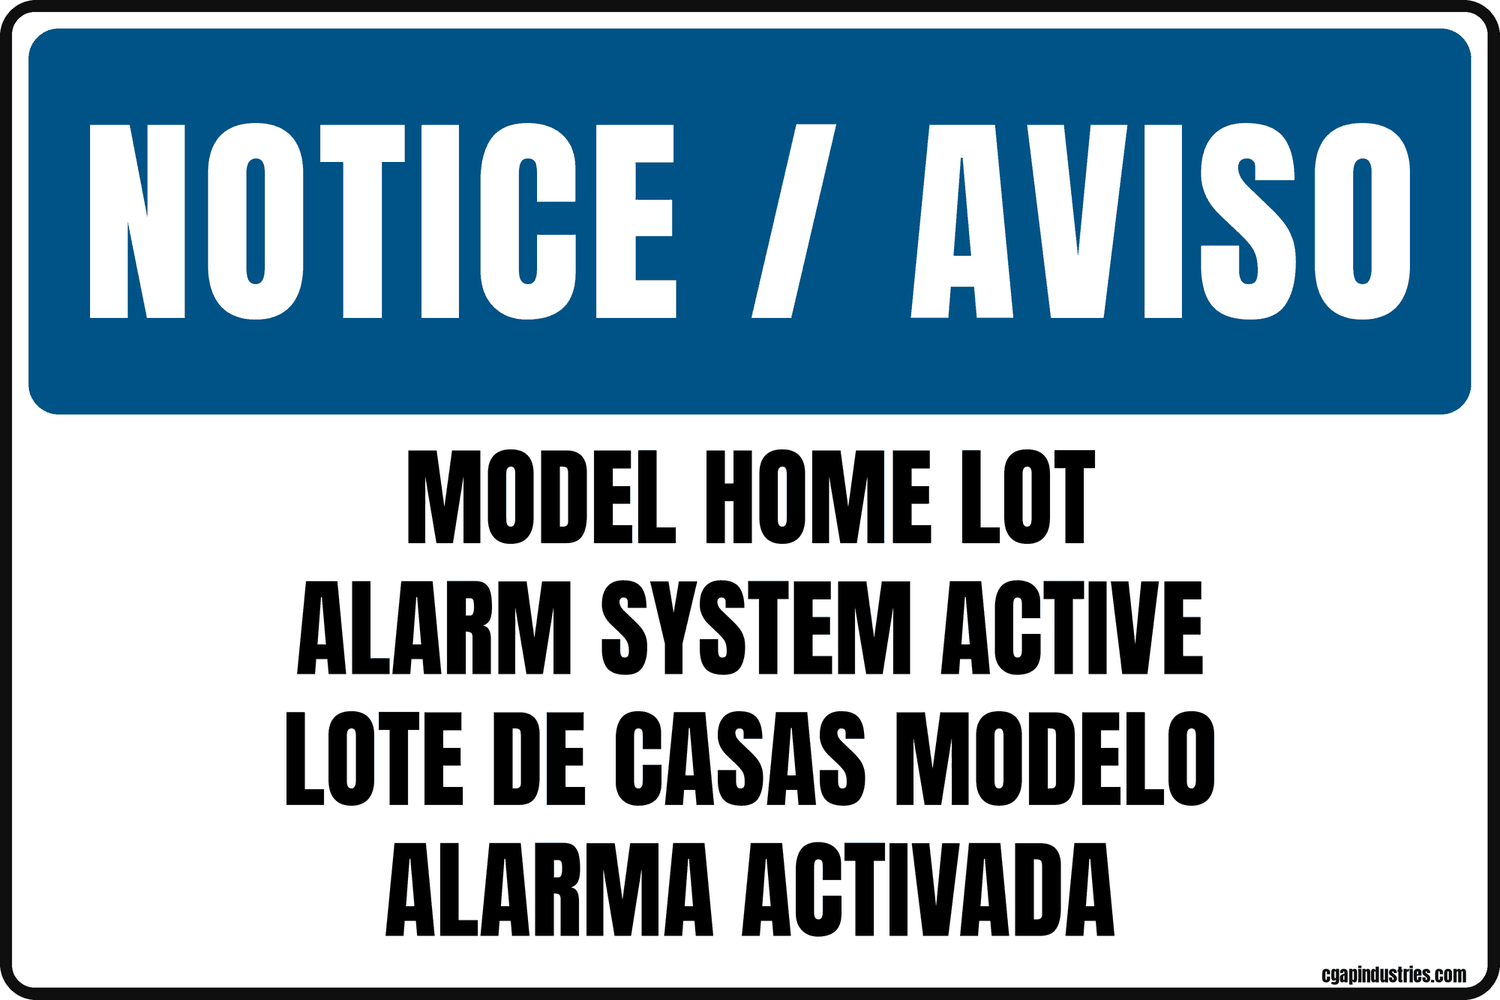 NOTICE / AVISO
MODEL HOME LOT
ALARM SYSTEM ACTIVE
LOTE DE CASAS MODELO
ALARMA ACTIVADA
cgapindustries.com